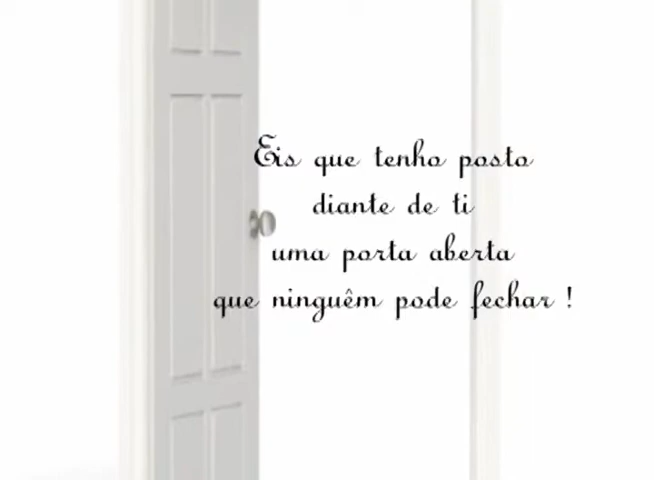 Eis que tenho posto
diante de ti
uma porta aberta
que ninguêm pode fechar !